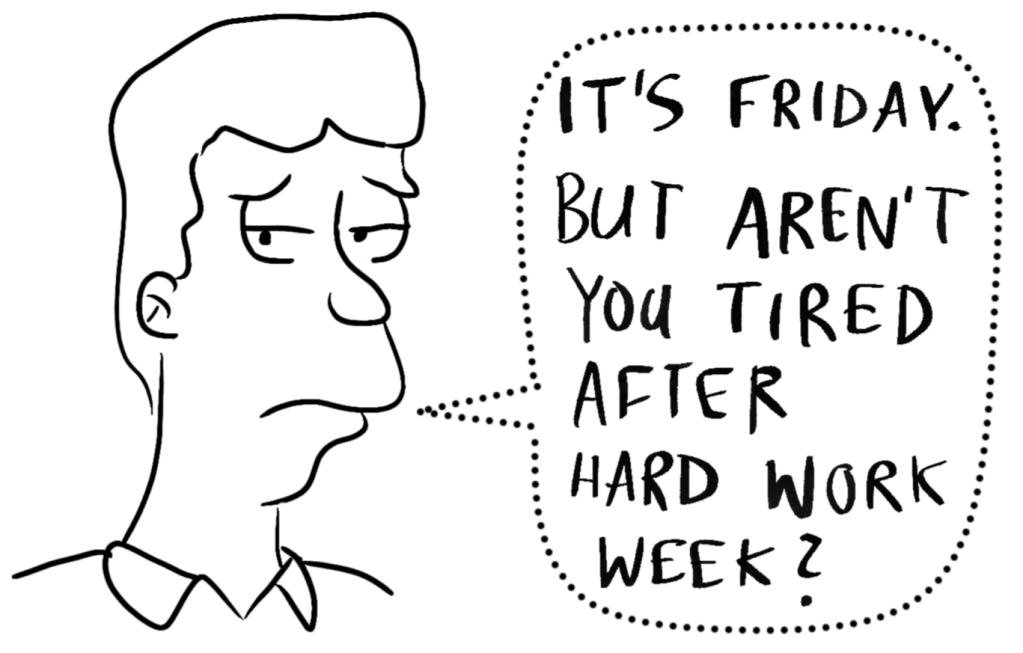 IT'S FRIDAY.
BUT AREN'T
YOU TIRED
AFTER
HARD WORK
WEEK?